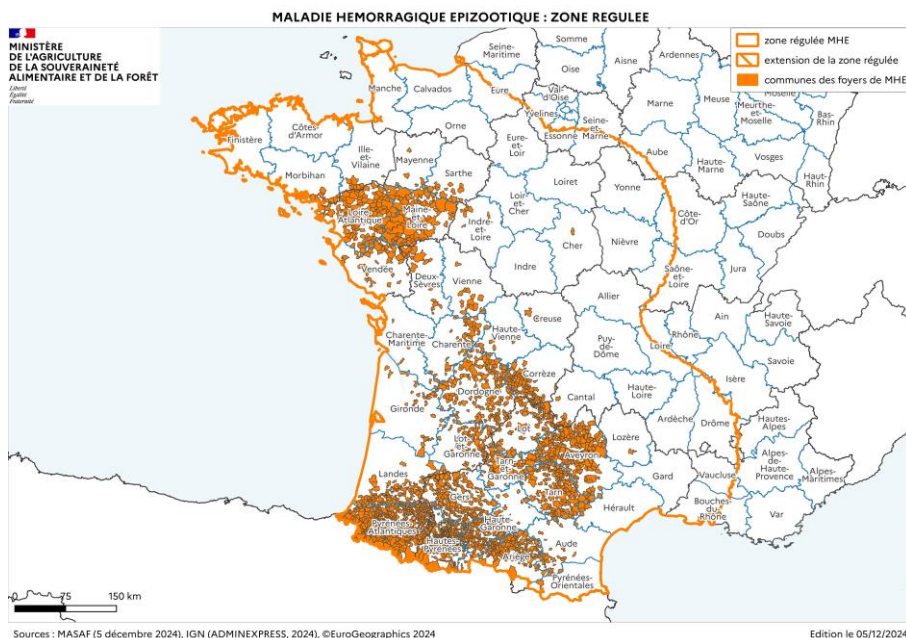 MALADIE HEMORRAGIQUE EPIZOOTIQUE : ZONE REGULEE
MINISTÈRE
DE L'AGRICULTURE
DE LA SOUVERAINETÉ
ALIMENTAIRE ET DE LA FORÊT
Liberté
Égalité
Fraternité
zone régulée MHE
extension de la zone régulée
communes des foyers de MHE
Somme
Seine-
Maritime
Oise
Aisne
Ardennes
Manche
Calvados
Eure
Val-
d'Oise
Yvelines
Essonne
Seine-
et-
Marne
Marne
Meuse
Meurthe-
et-
Moselle
Moselle
Bas-
Rhin
Finistère
Côtes-
d'Armor
Morbihan
Ille-
et-
Vilaine
Orne
Mayenne
Sarthe
Eure-
et-
Loir
Aube
Haute-
Marne
Vosges
Haut-
Rhin
Loiret
Yonne
Loir-
et-
Cher
Haute-
Saône
Côte-
d'Or
Doubs
Loire-
Atlantique
Maine-
et-
Loire
Indre-
et-
Loire
Cher
Nièvre
Jura
Vendée
Deux-
Sèvres
Vienne
Indre
Saône-
et-
Loire
Allier
Charente-
Maritime
Charente
Haute-
Vienne
Creuse
Puy-
de-
Dôme
Loire
Rhône
Ain
Haute-
Savoie
Savoie
Corrèze
Dordogne
Cantal
Haute-
Loire
Isère
Gironde
Lot
Lot-
et-
Garonne
Aveyron
Lozère
Ardèche
Drôme
Hautes-
Alpes
Landes
Tarn-
et-
Garonne
Tarn
Gard
Vaucluse
Alpes-
de-
Haute-
Provence
Alpes-
Maritimes
Gers
Haute-
Garonne
Hérault
Bouches-
du-
Rhône
Var
Pyrénées-
Atlantiques
Hautes-
Pyrénées
Ariège
Aude
Pyrénées-
Orientales
0 75 150 km
Sources : MASAF (5 décembre 2024), IGN (ADMINEXPRESS, 2024), ©EuroGeographics 2024
Edition le 05/12/2024